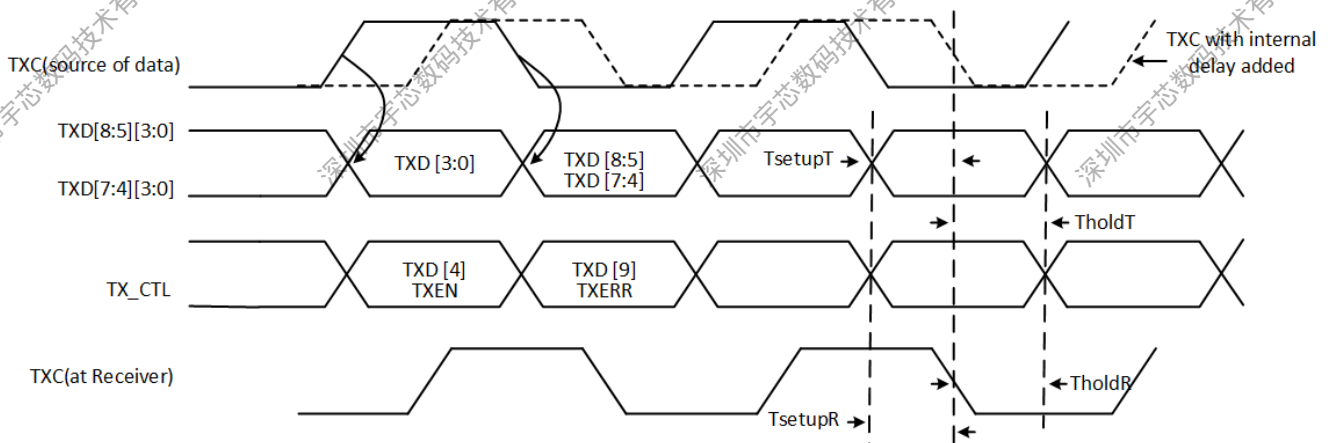 TXC(source of data)
TXC with internal
delay added
TXD[8:5][3:0]
TXD[7:4][3:0]
TXD [3:0]
TXD [8:5]
TXD [7:4]
TsetupT
TholdT
TX_CTL
TXD [4]
TXEN
TXD [9]
TXERR
TXC(at Receiver)
TholdR
TsetupR
深圳市宇芯数码技术有
深圳市宇芯数码技术有
深圳市宇芯数码技术有
市宇芯数码技术有